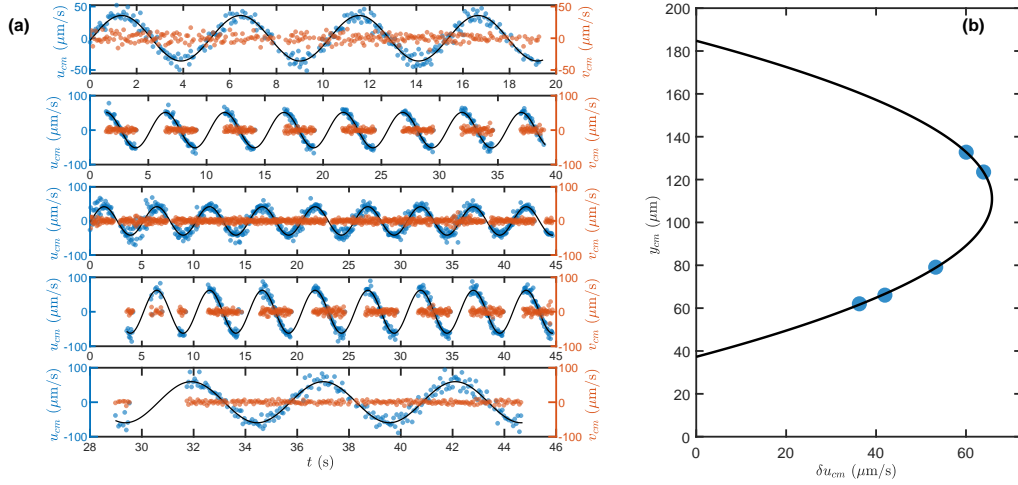 (a)
50
0
-50
u_cm (μm/s)
50
0
-50
v_cm (μm/s)
0 2 4 6 8 10 12 14 16 18 20
100
0
-100
u_cm (μm/s)
100
0
-100
v_cm (μm/s)
0 5 10 15 20 25 30 35 40
100
0
-100
u_cm (μm/s)
100
0
-100
v_cm (μm/s)
0 5 10 15 20 25 30 35 40 45
100
0
-100
u_cm (μm/s)
100
0
-100
v_cm (μm/s)
0 5 10 15 20 25 30 35 40 45
100
0
-100
u_cm (μm/s)
100
0
-100
v_cm (μm/s)
28 30 32 34 36 38 40 42 44 46
t (s)
(b)
200
180
160
140
120
100
80
60
40
20
0
y_cm (μm)
0 20 40 60
δu_cm (μm/s)